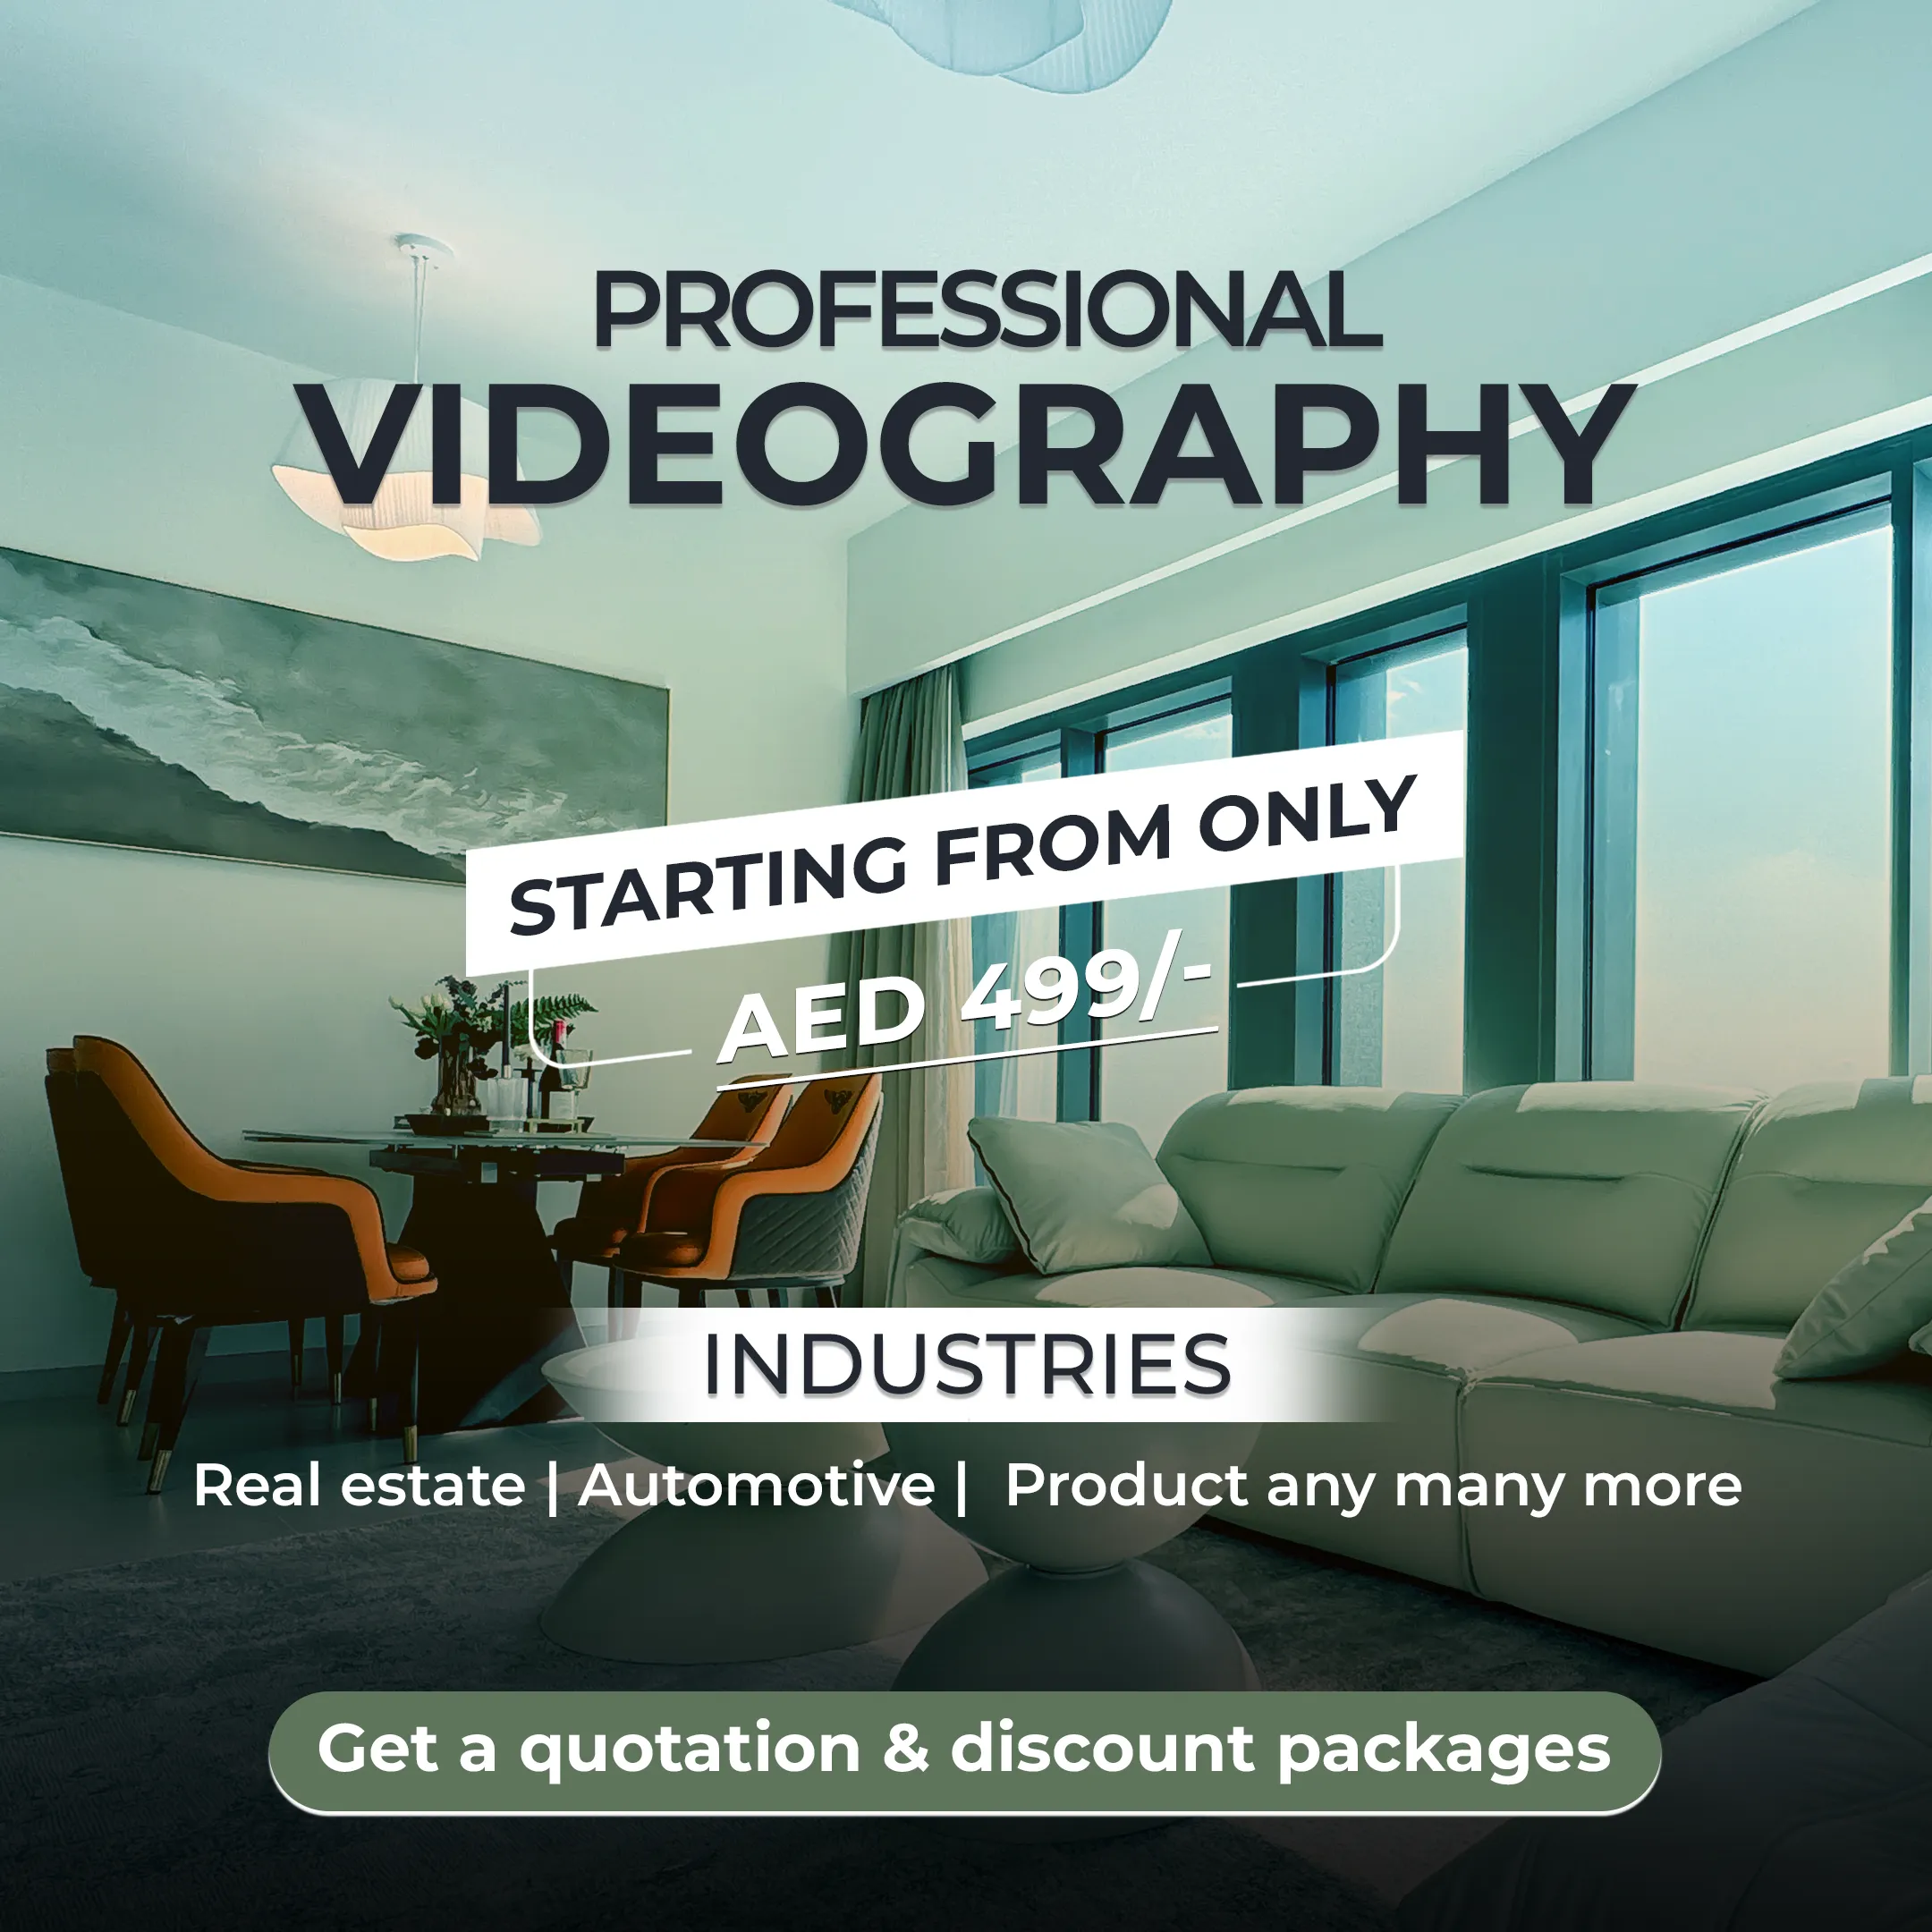 PROFESSIONAL
VIDEOGRAPHY
STARTING FROM ONLY
AED 499/-
INDUSTRIES
Real estate | Automotive | Product any many more
Get a quotation & discount packages